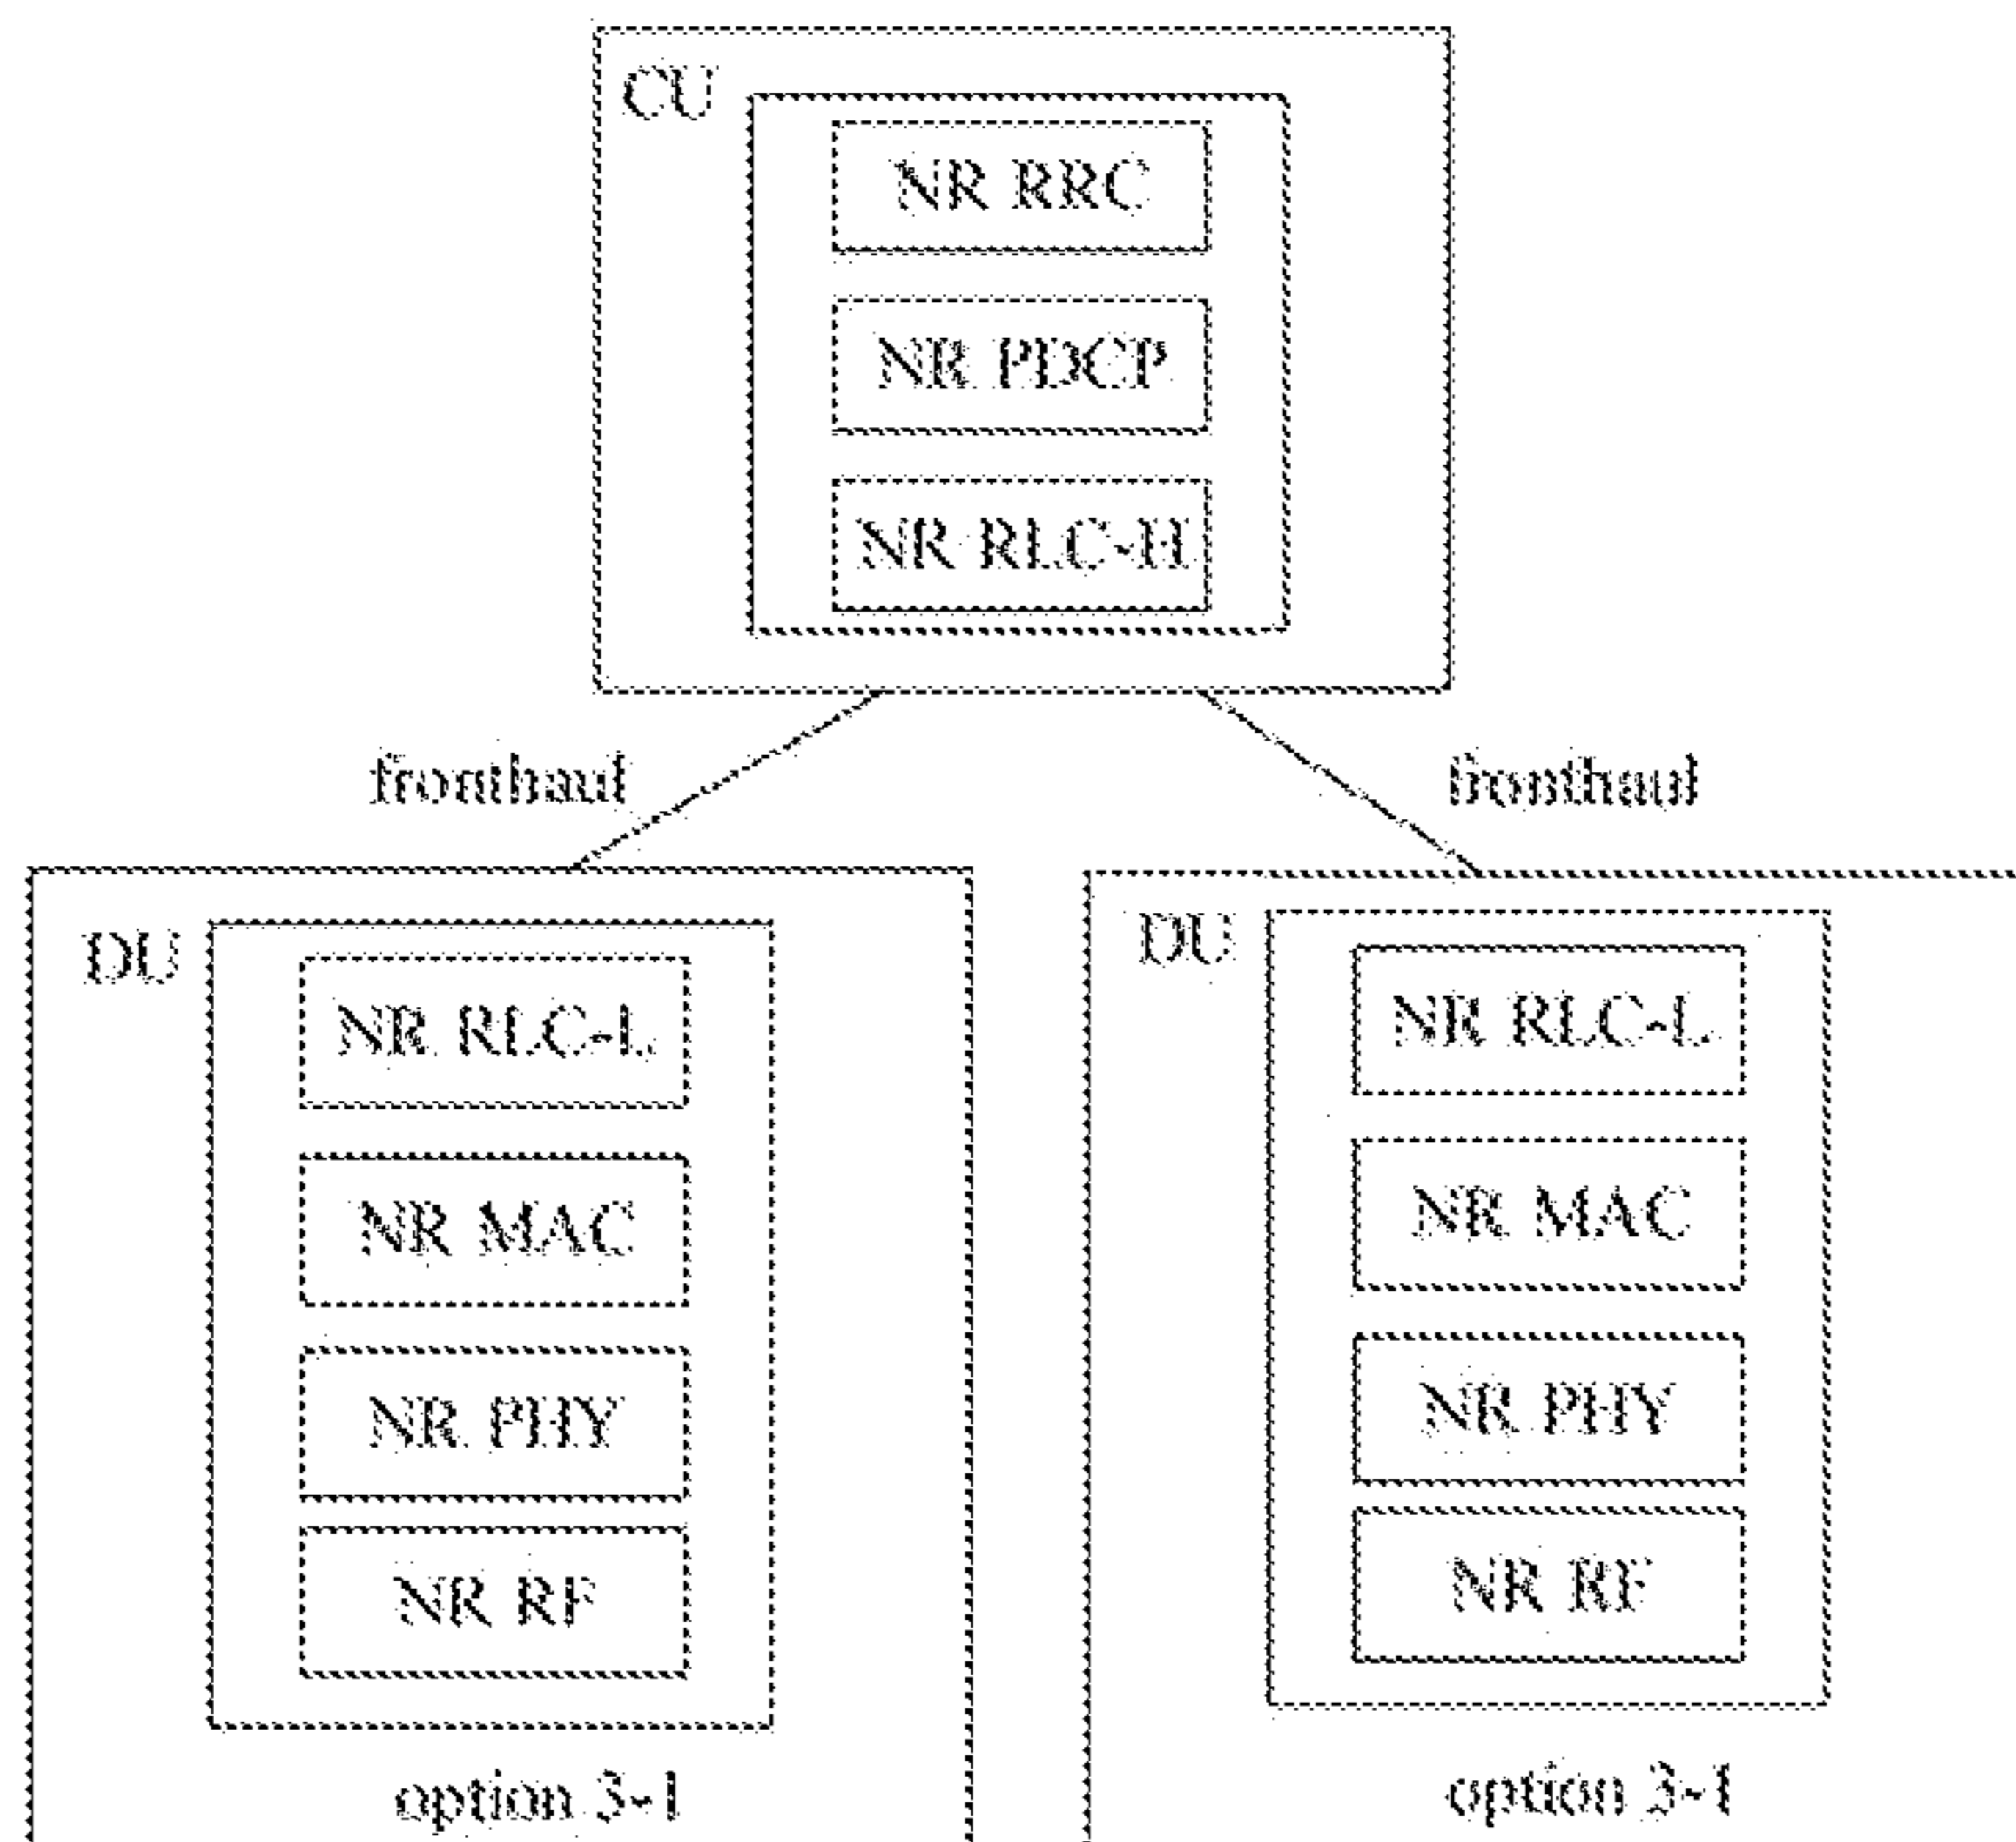 CU
NR RRC
NR PDCP
NR RLC-H
fronthaul
fronthaul
DU
NR RLC-L
NR MAC
NR PHY
NR RF
option 3-1
DU
NR RLC-L
NR MAC
NR PHY
NR RF
option 3-1